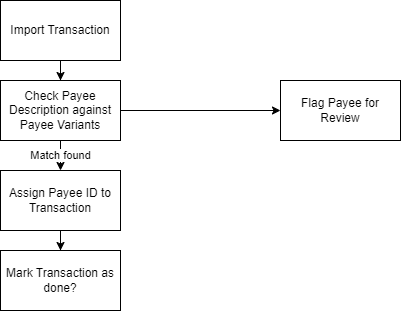 Import Transaction
Check Payee
Description against
Payee Variants
Flag Payee for
Review
Match found
Assign Payee ID to
Transaction
Mark Transaction as
done?